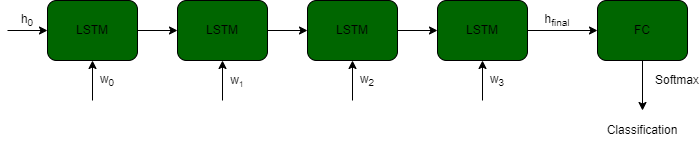 h0
LSTM
LSTM
LSTM
LSTM
hfinal
FC
w0
w1
w2
w3
Softmax
Classification